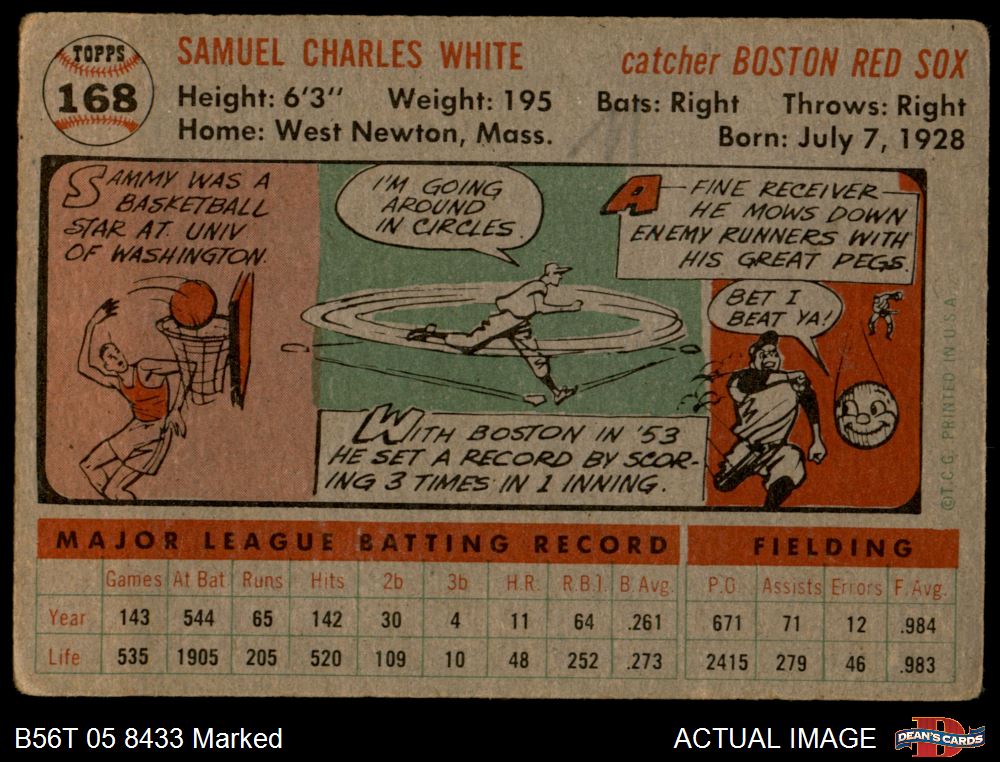 TOPPS
168
SAMUEL CHARLES WHITE
catcher BOSTON RED SOX
Height: 6'3" Weight: 195 Bats: Right Throws: Right
Home: West Newton, Mass. Born: July 7, 1928
SAMMY WAS A
BASKETBALL
STAR AT UNIV
OF WASHINGTON.
I'M GOING
AROUND
IN CIRCLES.
WITH BOSTON IN '53
HE SET A RECORD BY SCOR-
ING 3 TIMES IN 1 INNING.
A FINE RECEIVER
HE MOWS DOWN
ENEMY RUNNERS WITH
HIS GREAT PEGS.
BET I
BEAT YA!
©T.C.G. PRINTED IN U.S.A.
MAJOR LEAGUE BATTING RECORD FIELDING
Games At Bat Runs Hits 2b 3b H.R. R.B.I. B.Avg. P.O Assists Errors F.Avg.
Year 143 544 65 142 30 4 11 64 .261 671 71 12 .984
Life 535 1905 205 520 109 10 48 252 .273 2415 279 46 .983
B56T 05 8433 Marked
ACTUAL IMAGE
D
DEAN'S CARDS